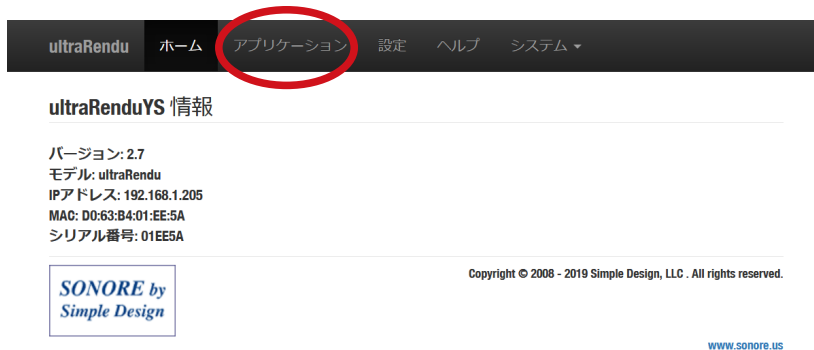 ultraRendu ホーム アプリケーション 設定 ヘルプ システム
ultraRenduYS 情報
バージョン: 2.7
モデル: ultraRendu
IPアドレス: 192.168.1.205
MAC: D0:63:B4:01:EE:5A
シリアル番号: 01EE5A
SONORE by
Simple Design
Copyright © 2008 - 2019 Simple Design, LLC . All rights reserved.
www.sonore.us